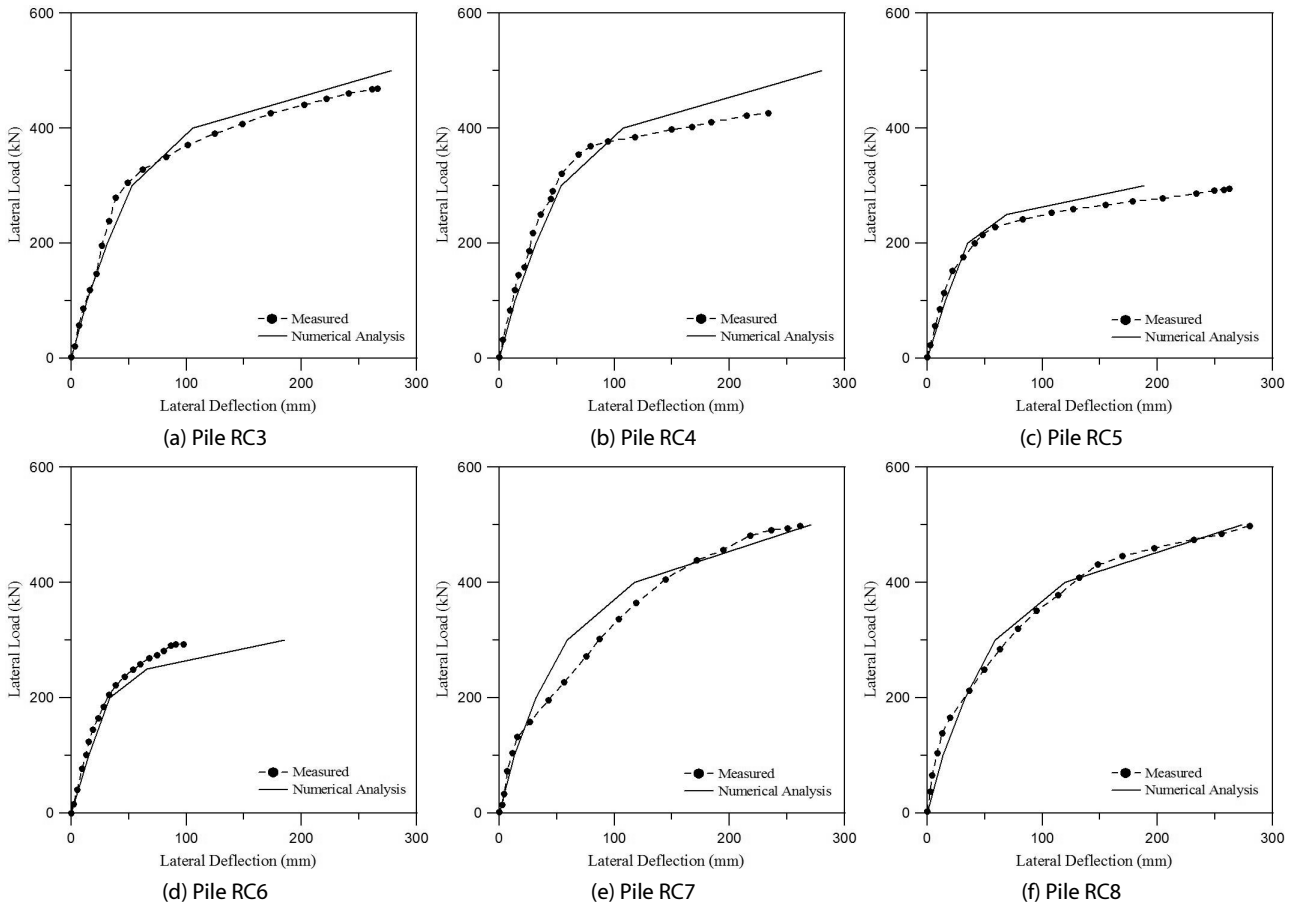 600
400
200
0
Lateral Load (kN)
Measured
Numerical Analysis
0 100 200 300
Lateral Deflection (mm)
(a) Pile RC3
600
400
200
0
Lateral Load (kN)
Measured
Numerical Analysis
0 100 200 300
Lateral Deflection (mm)
(b) Pile RC4
600
400
200
0
Lateral Load (kN)
Measured
Numerical Analysis
0 100 200 300
Lateral Deflection (mm)
(c) Pile RC5
600
400
200
0
Lateral Load (kN)
Measured
Numerical Analysis
0 100 200 300
Lateral Deflection (mm)
(d) Pile RC6
600
400
200
0
Lateral Load (kN)
Measured
Numerical Analysis
0 100 200 300
Lateral Deflection (mm)
(e) Pile RC7
600
400
200
0
Lateral Load (kN)
Measured
Numerical Analysis
0 100 200 300
Lateral Deflection (mm)
(f) Pile RC8